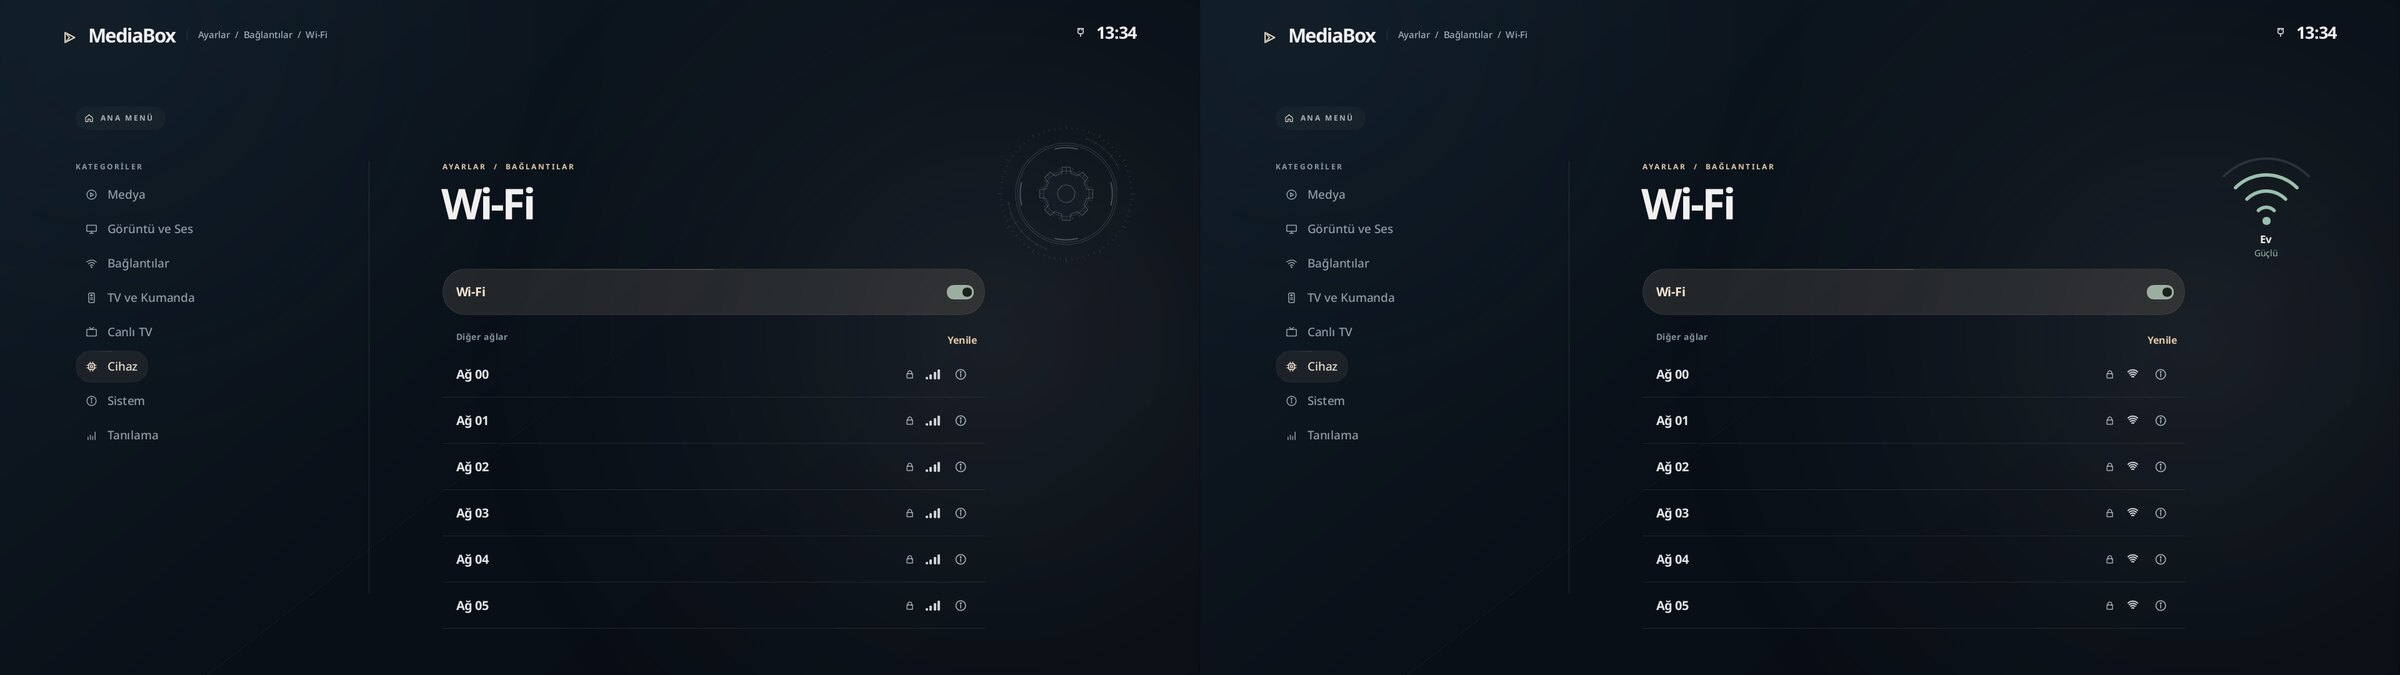 MediaBox Ayarlar / Bağlantılar / Wi-Fi
13:34
ANA MENÜ
KATEGORİLER
Medya
Görüntü ve Ses
Bağlantılar
TV ve Kumanda
Canlı TV
Cihaz
Sistem
Tanılama
AYARLAR / BAĞLANTILAR
Wi-Fi
Wi-Fi
Diğer ağlar
Yenile
Ağ 00
Ağ 01
Ağ 02
Ağ 03
Ağ 04
Ağ 05
MediaBox Ayarlar / Bağlantılar / Wi-Fi
13:34
ANA MENÜ
KATEGORİLER
Medya
Görüntü ve Ses
Bağlantılar
TV ve Kumanda
Canlı TV
Cihaz
Sistem
Tanılama
AYARLAR / BAĞLANTILAR
Wi-Fi
Ev
Güçlü
Wi-Fi
Diğer ağlar
Yenile
Ağ 00
Ağ 01
Ağ 02
Ağ 03
Ağ 04
Ağ 05